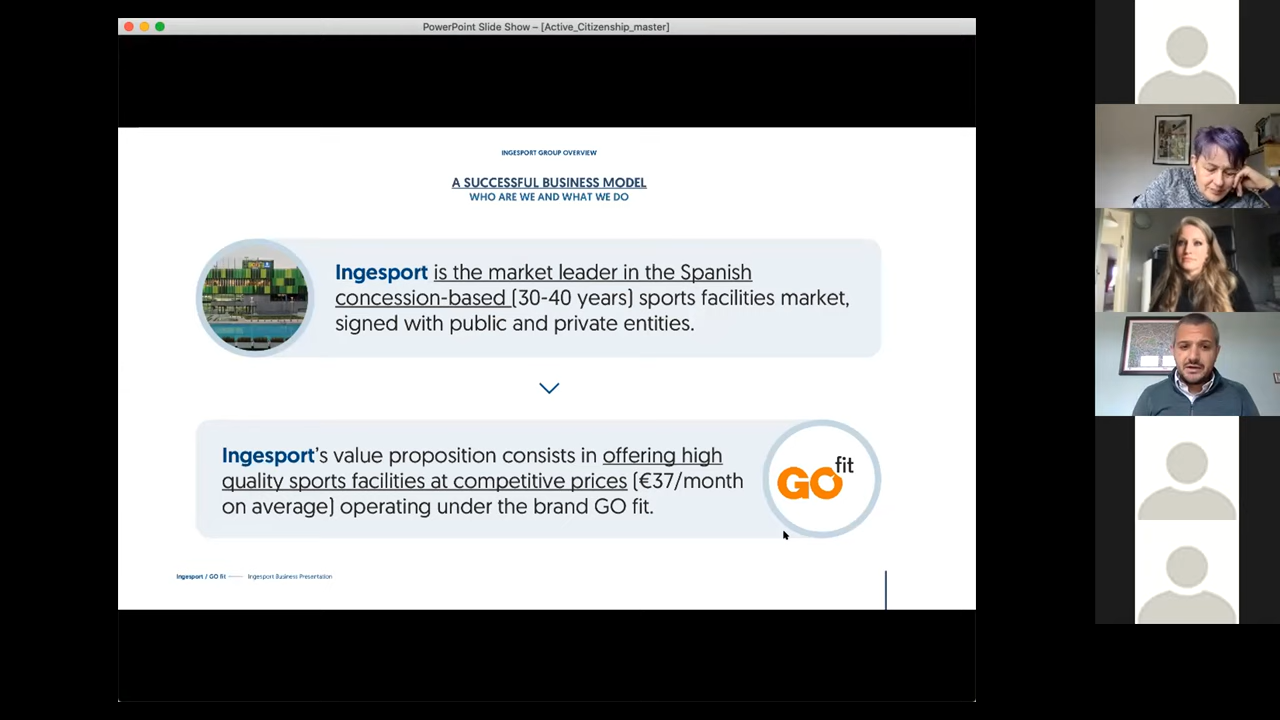 PowerPoint Slide Show – [Active_Citizenship_master]
INGESPORT GROUP OVERVIEW
A SUCCESSFUL BUSINESS MODEL
WHO ARE WE AND WHAT WE DO
Ingesport is the market leader in the Spanish
concession-based (30-40 years) sports facilities market,
signed with public and private entities.
Ingesport's value proposition consists in offering high
quality sports facilities at competitive prices (€37/month
on average) operating under the brand GO fit.
GO fit
Ingesport / GO fit —— Ingesport Business Presentation